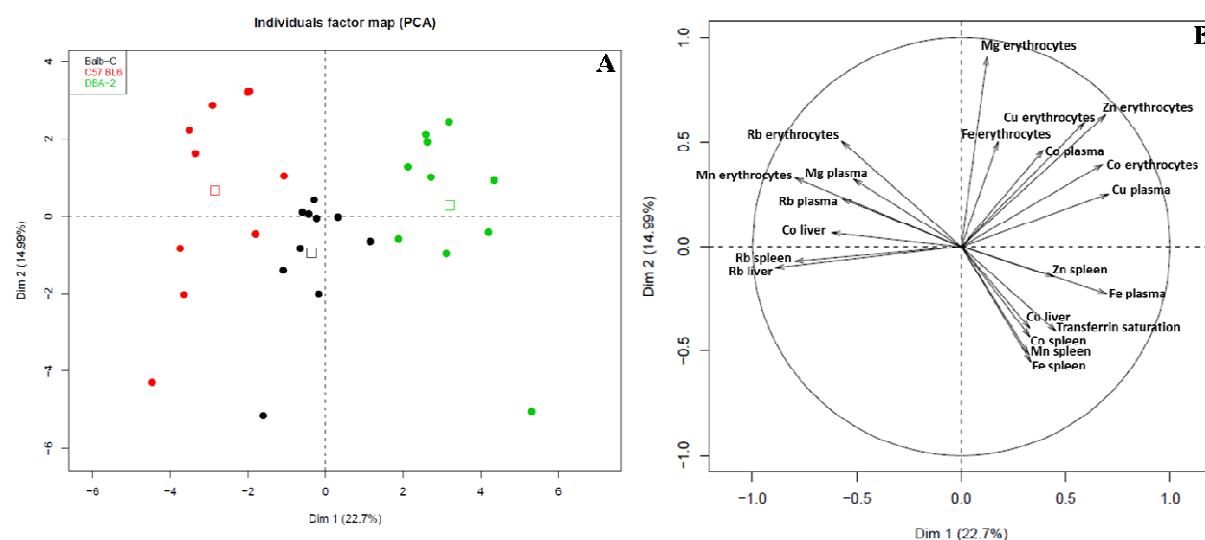 Individuals factor map (PCA)
A
Balb-C
C57 BL6
DBA-2
4
2
0
-2
-4
-6
Dim 2 (14.99%)
-6 -4 -2 0 2 4 6
Dim 1 (22.7%)
B
1.0
0.5
0.0
-0.5
-1.0
Dim 2 (14.99%)
Mg erythrocytes
Zn erythrocytes
Cu erythrocytes
Rb erythrocytes
Fe erythrocytes
Co plasma
Co erythrocytes
Mn erythrocytes
Mg plasma
Cu plasma
Rb plasma
Co liver
Rb spleen
Rb liver
Zn spleen
Fe plasma
Transferrin saturation
Co spleen
Mn spleen
Fe spleen
-1.0 -0.5 0.0 0.5 1.0
Dim 1 (22.7%)